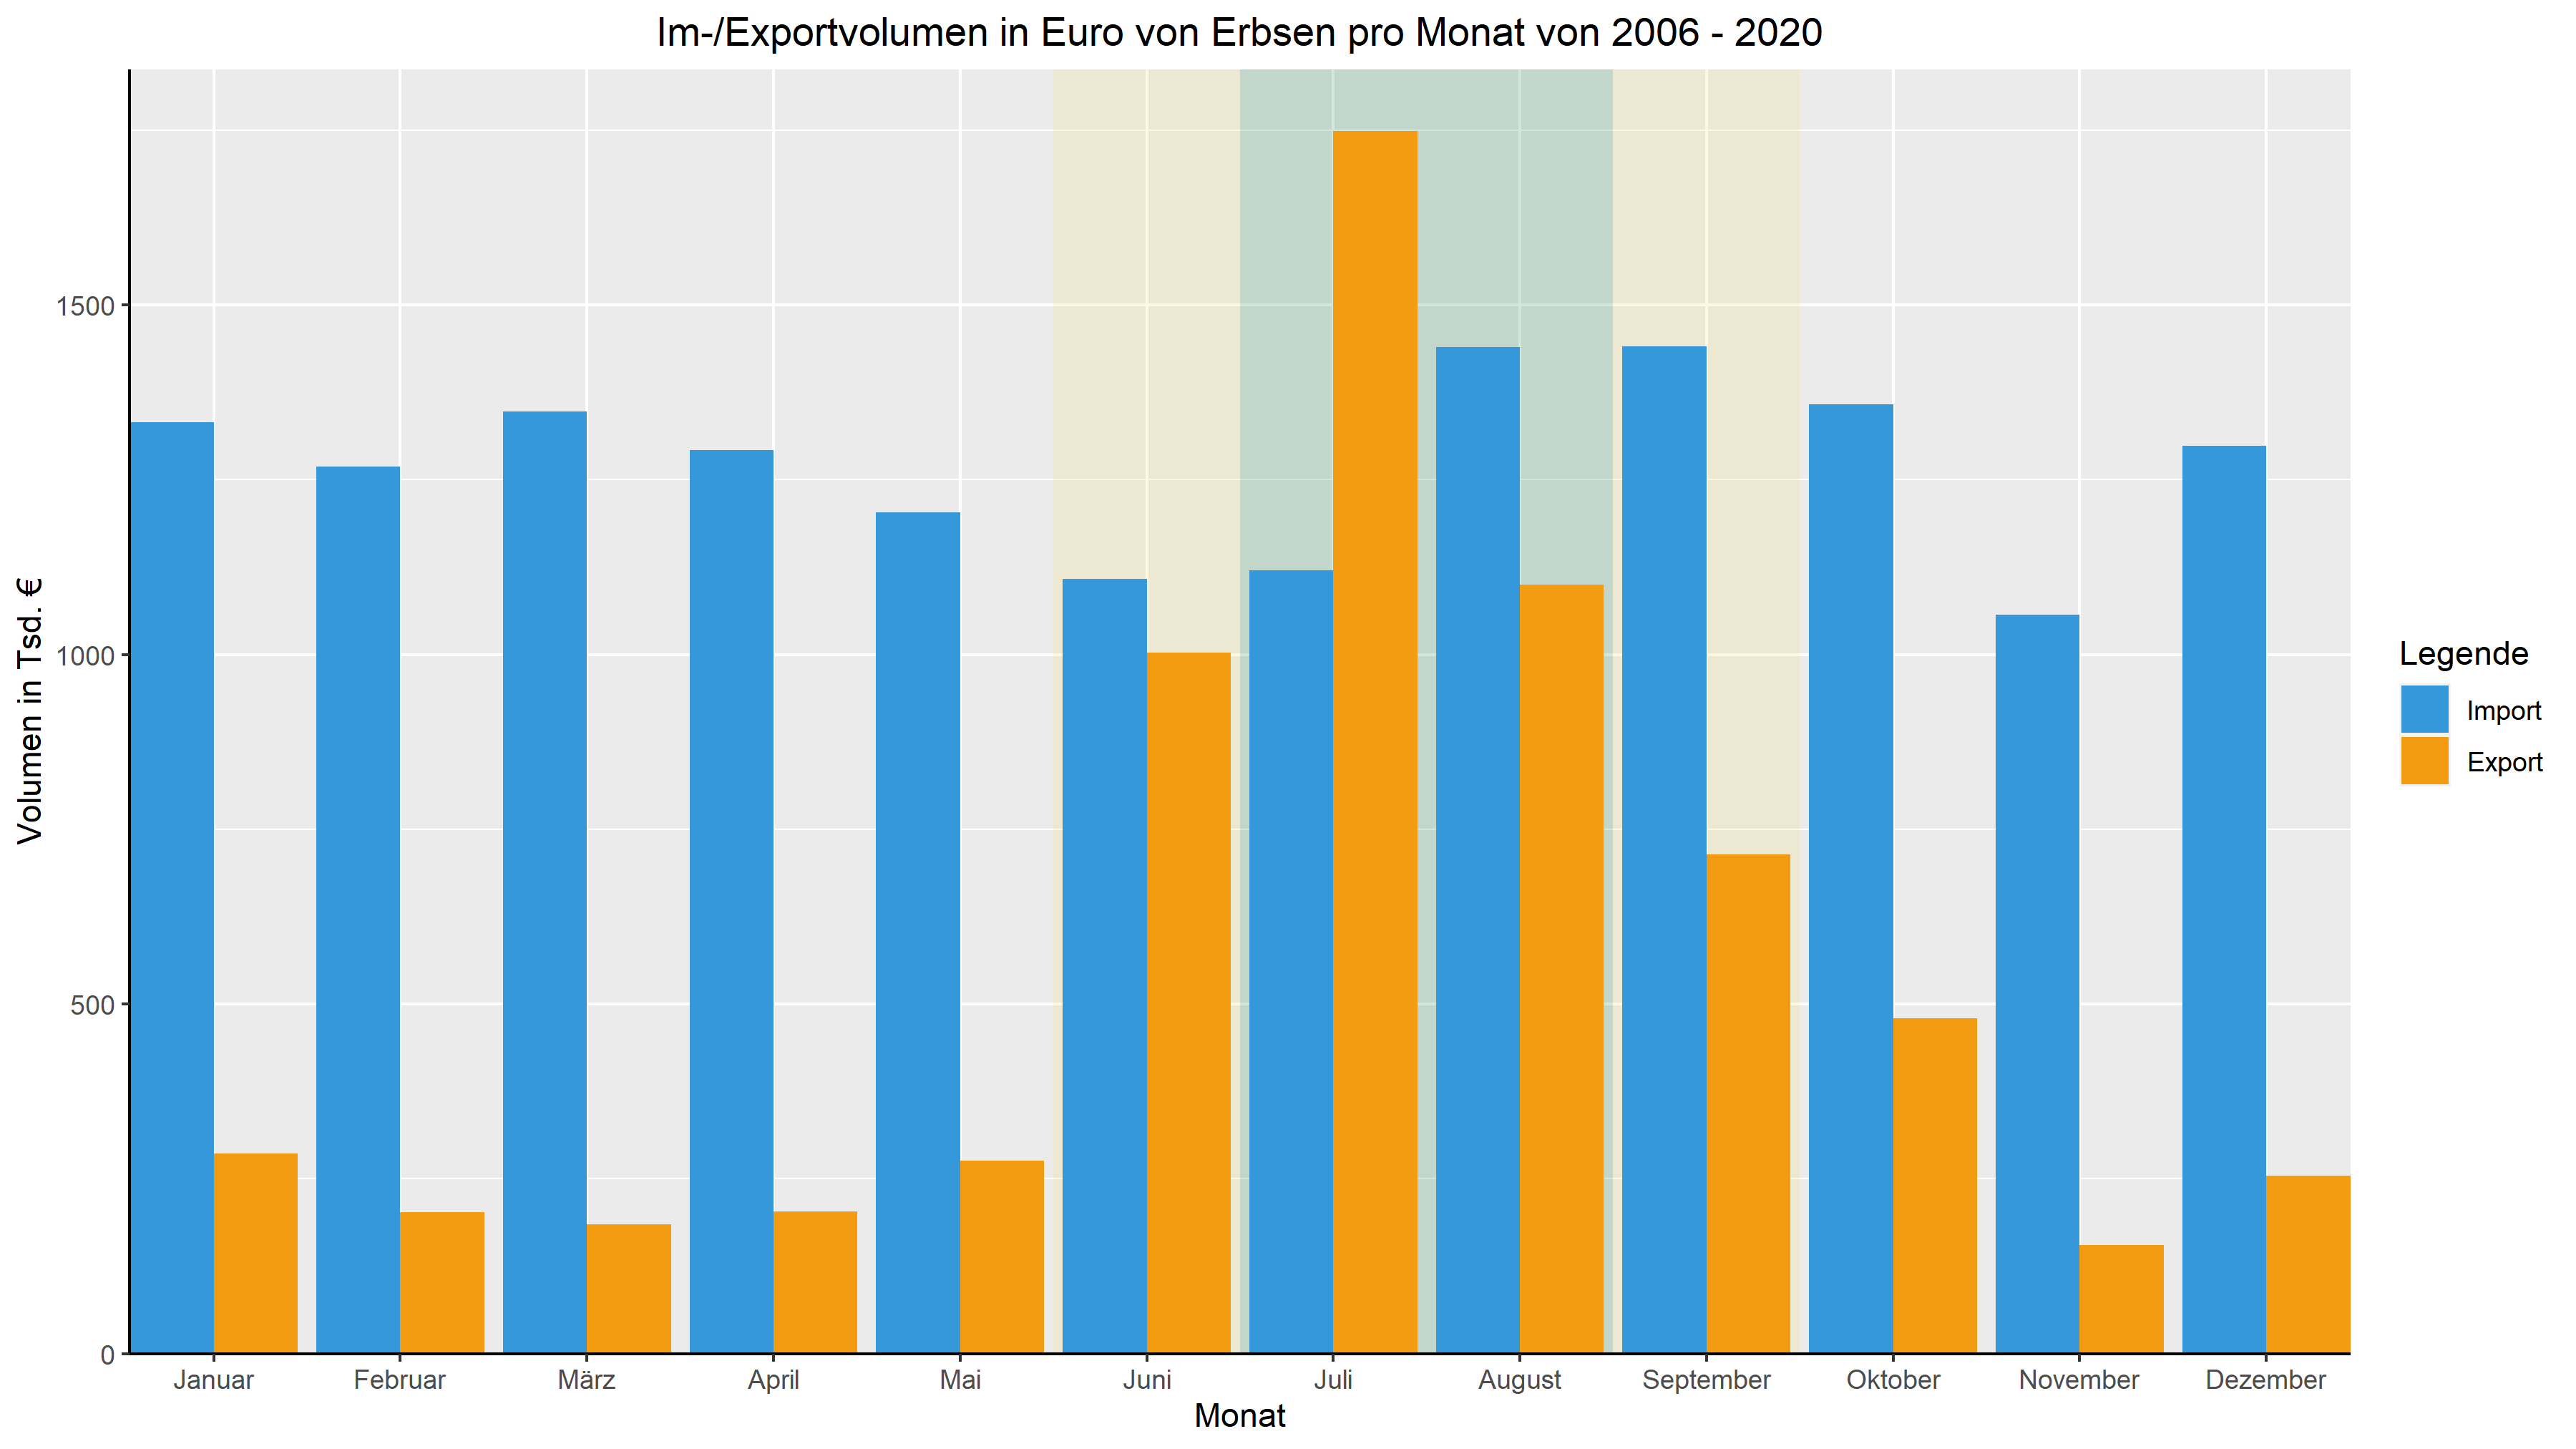 Im-/Exportvolumen in Euro von Erbsen pro Monat von 2006 - 2020
Volumen in Tsd. €
1500
1000
500
0
Januar Februar März April Mai Juni Juli August September Oktober November Dezember
Monat
Legende
Import
Export